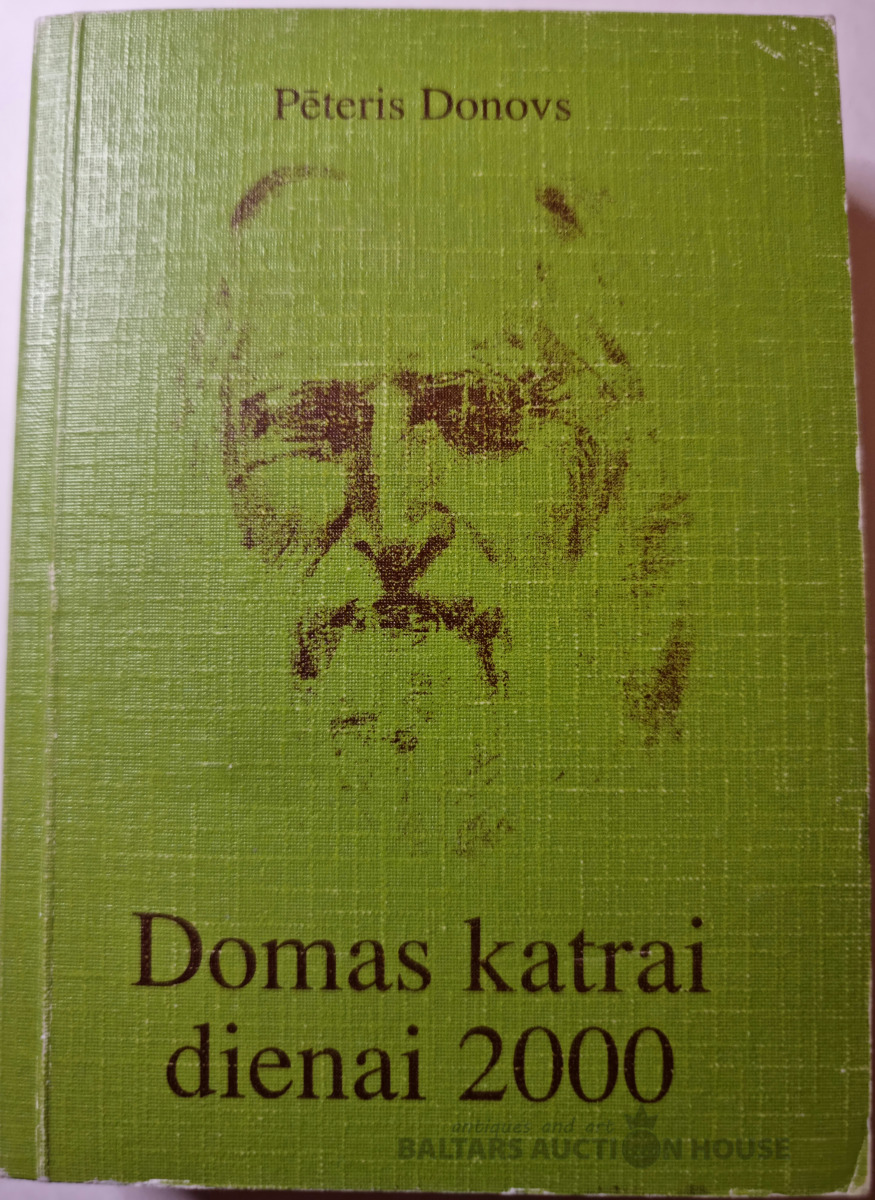 Pēteris Donovs
Domas katrai
dienai 2000
antiques and art
BALTARS AUCTION HOUSE